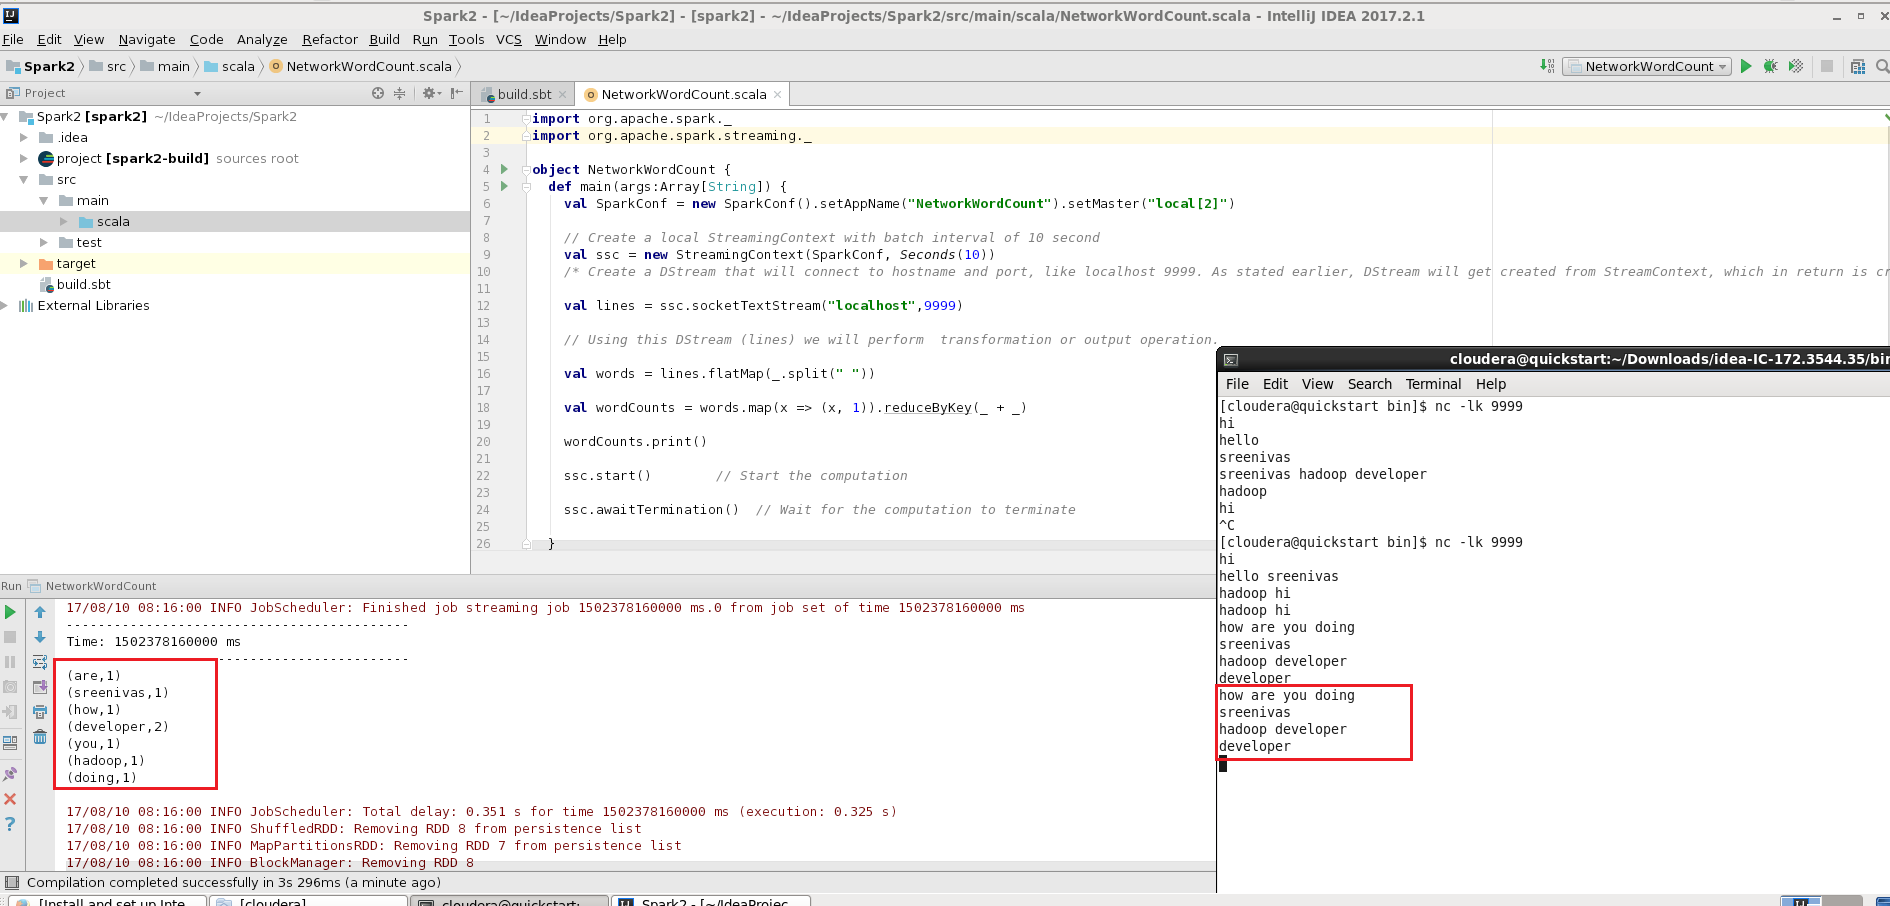 Spark2 - [~/IdeaProjects/Spark2] - [spark2] - ~/IdeaProjects/Spark2/src/main/scala/NetworkWordCount.scala - IntelliJ IDEA 2017.2.1
File Edit View Navigate Code Analyze Refactor Build Run Tools VCS Window Help
Spark2 src main scala NetworkWordCount.scala
NetworkWordCount
Project
Spark2 [spark2] ~/IdeaProjects/Spark2
.idea
project [spark2-build] sources root
src
main
scala
test
target
build.sbt
External Libraries
build.sbt NetworkWordCount.scala
1 import org.apache.spark._
2 import org.apache.spark.streaming._
3
4 object NetworkWordCount {
5 def main(args:Array[String]) {
6 val SparkConf = new SparkConf().setAppName("NetworkWordCount").setMaster("local[2]")
7
8 // Create a local StreamingContext with batch interval of 10 second
9 val ssc = new StreamingContext(SparkConf, Seconds(10))
10 /* Create a DStream that will connect to hostname and port, like localhost 9999. As stated earlier, DStream will get created from StreamContext, which in return is cr
11
12 val lines = ssc.socketTextStream("localhost",9999)
13
14 // Using this DStream (lines) we will perform  transformation or output operation.
15
16 val words = lines.flatMap(_.split(" "))
17
18 val wordCounts = words.map(x => (x, 1)).reduceByKey(_ + _)
19
20 wordCounts.print()
21
22 ssc.start() // Start the computation
23
24 ssc.awaitTermination() // Wait for the computation to terminate
25
26 }
cloudera@quickstart:~/Downloads/idea-IC-172.3544.35/bin
File Edit View Search Terminal Help
[cloudera@quickstart bin]$ nc -lk 9999
hi
hello
sreenivas
sreenivas hadoop developer
hadoop
hi
^C
[cloudera@quickstart bin]$ nc -lk 9999
hi
hello sreenivas
hadoop hi
hadoop hi
how are you doing
sreenivas
hadoop developer
developer
how are you doing
sreenivas
hadoop developer
developer
Run NetworkWordCount
17/08/10 08:16:00 INFO JobScheduler: Finished job streaming job 1502378160000 ms.0 from job set of time 1502378160000 ms
-------------------------------------------
Time: 1502378160000 ms
-------------------------------------------
(are,1)
(sreenivas,1)
(how,1)
(developer,2)
(you,1)
(hadoop,1)
(doing,1)
17/08/10 08:16:00 INFO JobScheduler: Total delay: 0.351 s for time 1502378160000 ms (execution: 0.325 s)
17/08/10 08:16:00 INFO ShuffledRDD: Removing RDD 8 from persistence list
17/08/10 08:16:00 INFO MapPartitionsRDD: Removing RDD 7 from persistence list
17/08/10 08:16:00 INFO BlockManager: Removing RDD 8
Compilation completed successfully in 3s 296ms (a minute ago)
[Install and set up Inte... [cloudera] cloudera@quickstart: Spark2 - [~/IdeaProjec...